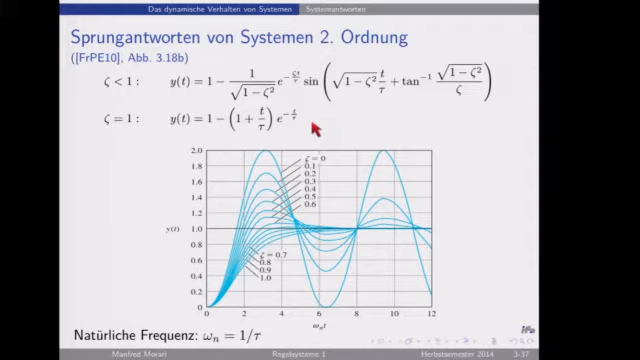 Das dynamische Verhalten von Systemen Systemantworten
Sprungantworten von Systemen 2. Ordnung
([FrPE10], Abb. 3.18b)
ζ < 1 : y(t) = 1 − 1/√(1 − ζ²) e^(−ζt/τ) sin (√(1 − ζ²) t/τ + tan⁻¹ √(1 − ζ²)/ζ)
ζ = 1 : y(t) = 1 − (1 + t/τ) e^(−t/τ)
2.0
1.8
1.6
1.4
1.2
1.0
0.8
0.6
0.4
0.2
0
y(t)
ζ = 0
0.1
0.2
0.3
0.4
0.5
0.6
ζ = 0.7
0.8
0.9
1.0
0 2 4 6 8 10 12
ωₙt
Natürliche Frequenz: ωₙ = 1/τ
Manfred Morari Regelsysteme 1 Herbstsemester 2014 3-37